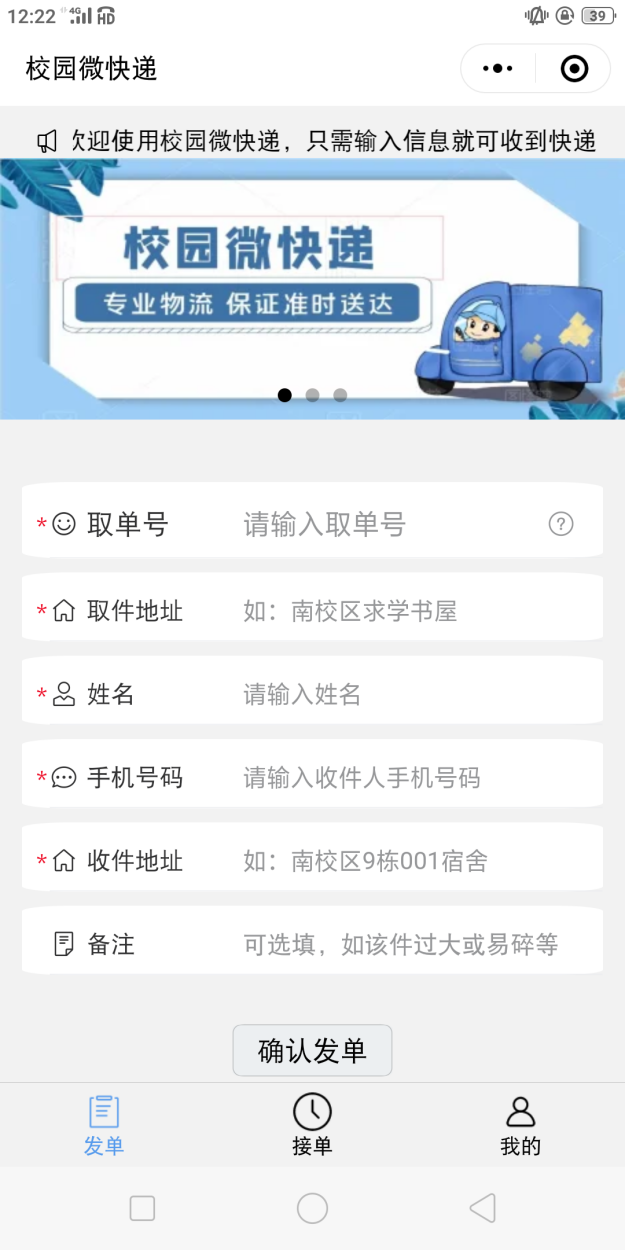 12:22 4G HD 39
校园微快递
欢迎使用校园微快递，只需输入信息就可收到快递
校园微快递
专业物流 保证准时送达
* 取单号 请输入取单号 ?
* 取件地址 如：南校区求学书屋
* 姓名 请输入姓名
* 手机号码 请输入收件人手机号码
* 收件地址 如：南校区9栋001宿舍
备注 可选填，如该件过大或易碎等
确认发单
发单 接单 我的